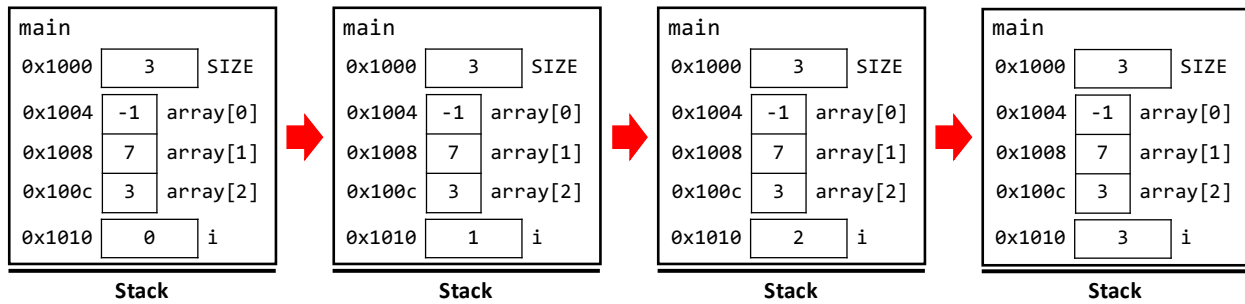 main
0x1000 3 SIZE
0x1004 -1 array[0]
0x1008 7 array[1]
0x100c 3 array[2]
0x1010 0 i
Stack
main
0x1000 3 SIZE
0x1004 -1 array[0]
0x1008 7 array[1]
0x100c 3 array[2]
0x1010 1 i
Stack
main
0x1000 3 SIZE
0x1004 -1 array[0]
0x1008 7 array[1]
0x100c 3 array[2]
0x1010 2 i
Stack
main
0x1000 3 SIZE
0x1004 -1 array[0]
0x1008 7 array[1]
0x100c 3 array[2]
0x1010 3 i
Stack